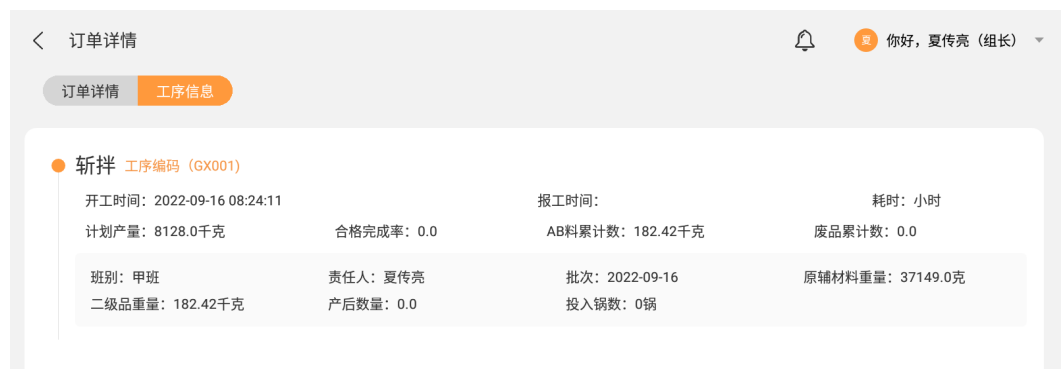 订单详情
夏 你好，夏传亮（组长）
订单详情 工序信息
斩拌 工序编码（GX001)
开工时间：2022-09-16 08:24:11 报工时间： 耗时：小时
计划产量：8128.0千克 合格完成率：0.0 AB料累计数：182.42千克 废品累计数：0.0
班别：甲班 责任人：夏传亮 批次：2022-09-16 原辅材料重量：37149.0克
二级品重量：182.42千克 产后数量：0.0 投入锅数：0锅